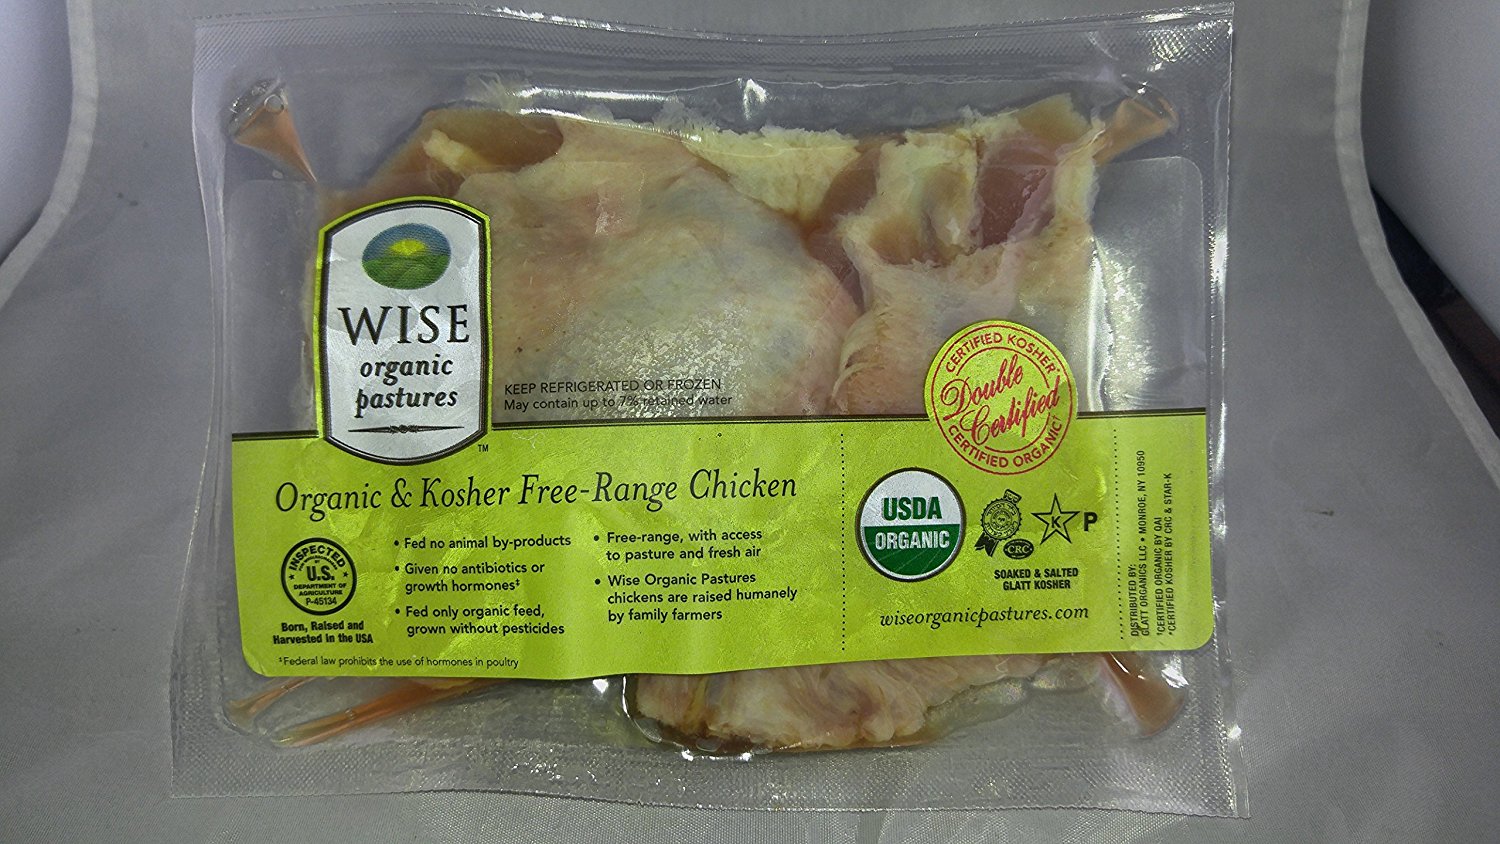 WISE
organic
pastures
™
KEEP REFRIGERATED OR FROZEN
May contain up to 7% retained water
Organic & Kosher Free-Range Chicken
INSPECTED
U.S.
DEPARTMENT OF
AGRICULTURE
P-45134
Born, Raised and
Harvested in the USA
• Fed no animal by-products
• Given no antibiotics or
growth hormones‡
• Fed only organic feed,
grown without pesticides
• Free-range, with access
to pasture and fresh air
• Wise Organic Pastures
chickens are raised humanely
by family farmers
‡Federal law prohibits the use of hormones in poultry
CERTIFIED KOSHER
Double
Certified
CERTIFIED ORGANIC
USDA
ORGANIC
CRC
K
P
SOAKED & SALTED
GLATT KOSHER
wiseorganicpastures.com
DISTRIBUTED BY:
GLATT ORGANICS LLC • MONROE, NY 10950
CERTIFIED ORGANIC BY QAI
CERTIFIED KOSHER BY CRC & STAR-K